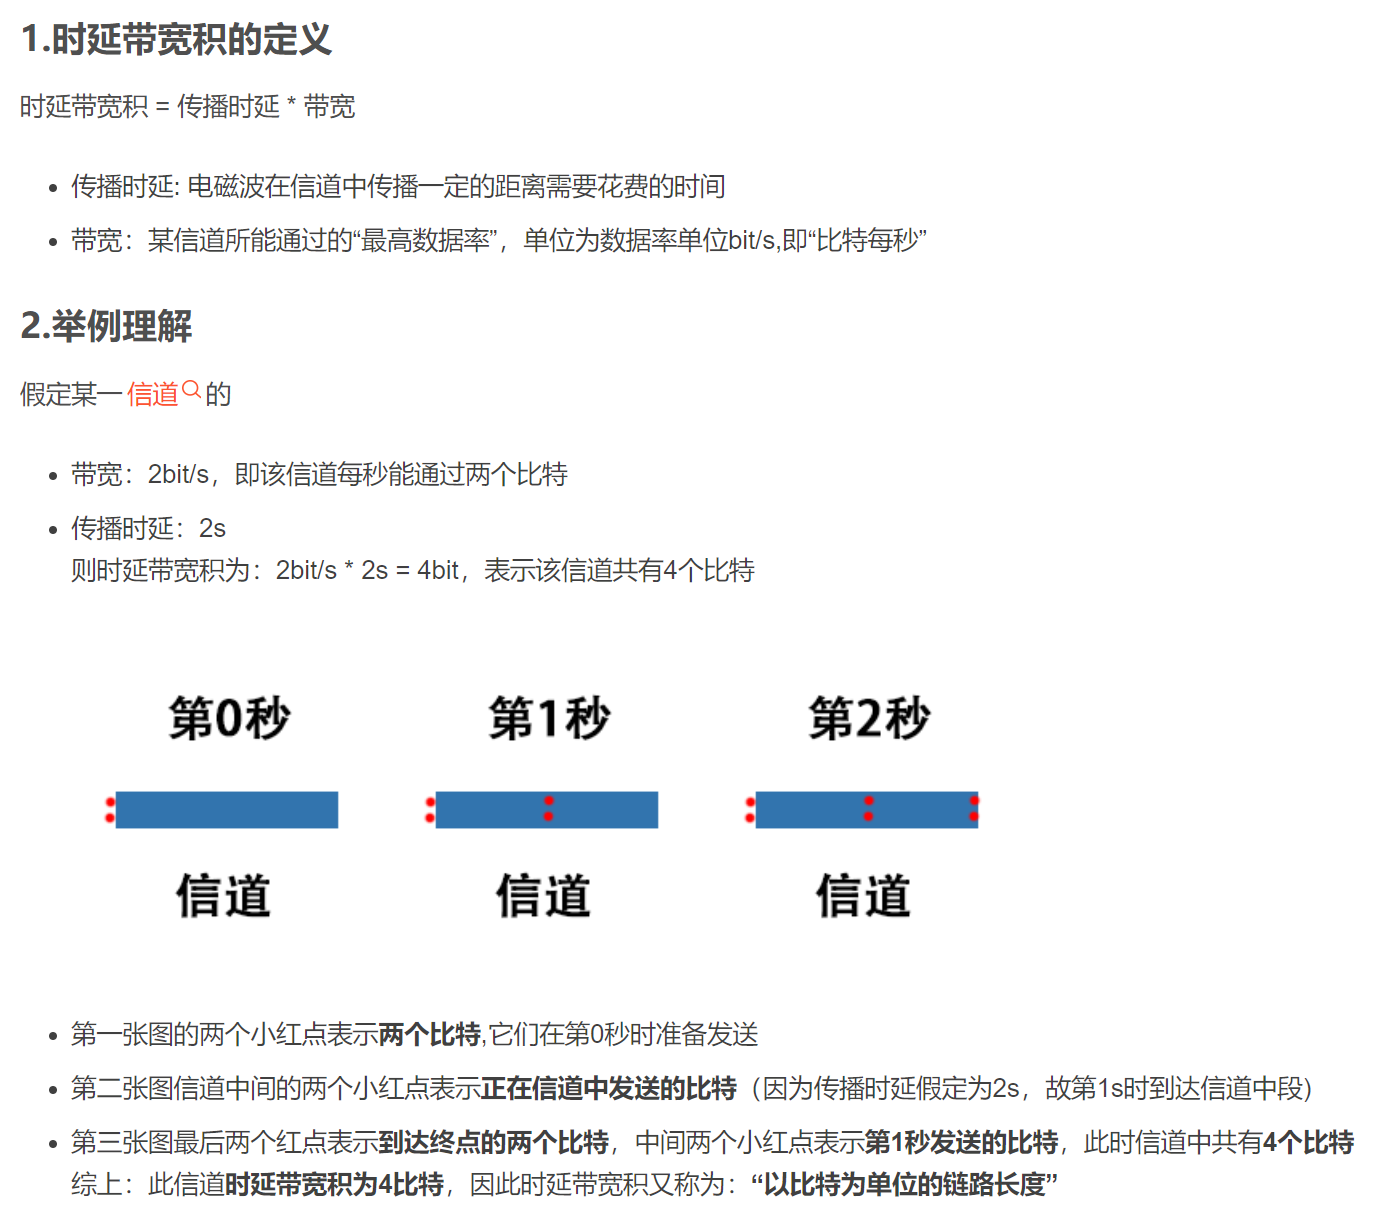 1.时延带宽积的定义
时延带宽积 = 传播时延 * 带宽
传播时延: 电磁波在信道中传播一定的距离需要花费的时间
带宽：某信道所能通过的“最高数据率”，单位为数据率单位bit/s,即“比特每秒”
2.举例理解
假定某一 信道 的
带宽：2bit/s，即该信道每秒能通过两个比特
传播时延：2s
则时延带宽积为：2bit/s * 2s = 4bit，表示该信道共有4个比特
第0秒 第1秒 第2秒
信道 信道 信道
第一张图的两个小红点表示两个比特,它们在第0秒时准备发送
第二张图信道中间的两个小红点表示正在信道中发送的比特（因为传播时延假定为2s，故第1s时到达信道中段）
第三张图最后两个红点表示到达终点的两个比特，中间两个小红点表示第1秒发送的比特，此时信道中共有4个比特
综上：此信道时延带宽积为4比特，因此时延带宽积又称为：“以比特为单位的链路长度”